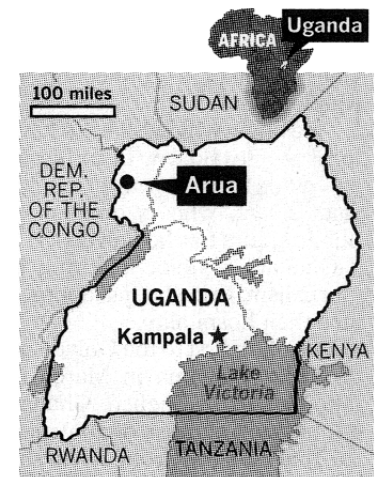 AFRICA
Uganda
100 miles
SUDAN
DEM.
REP.
OF THE
CONGO
Arua
UGANDA
Kampala
KENYA
Lake
Victoria
RWANDA
TANZANIA